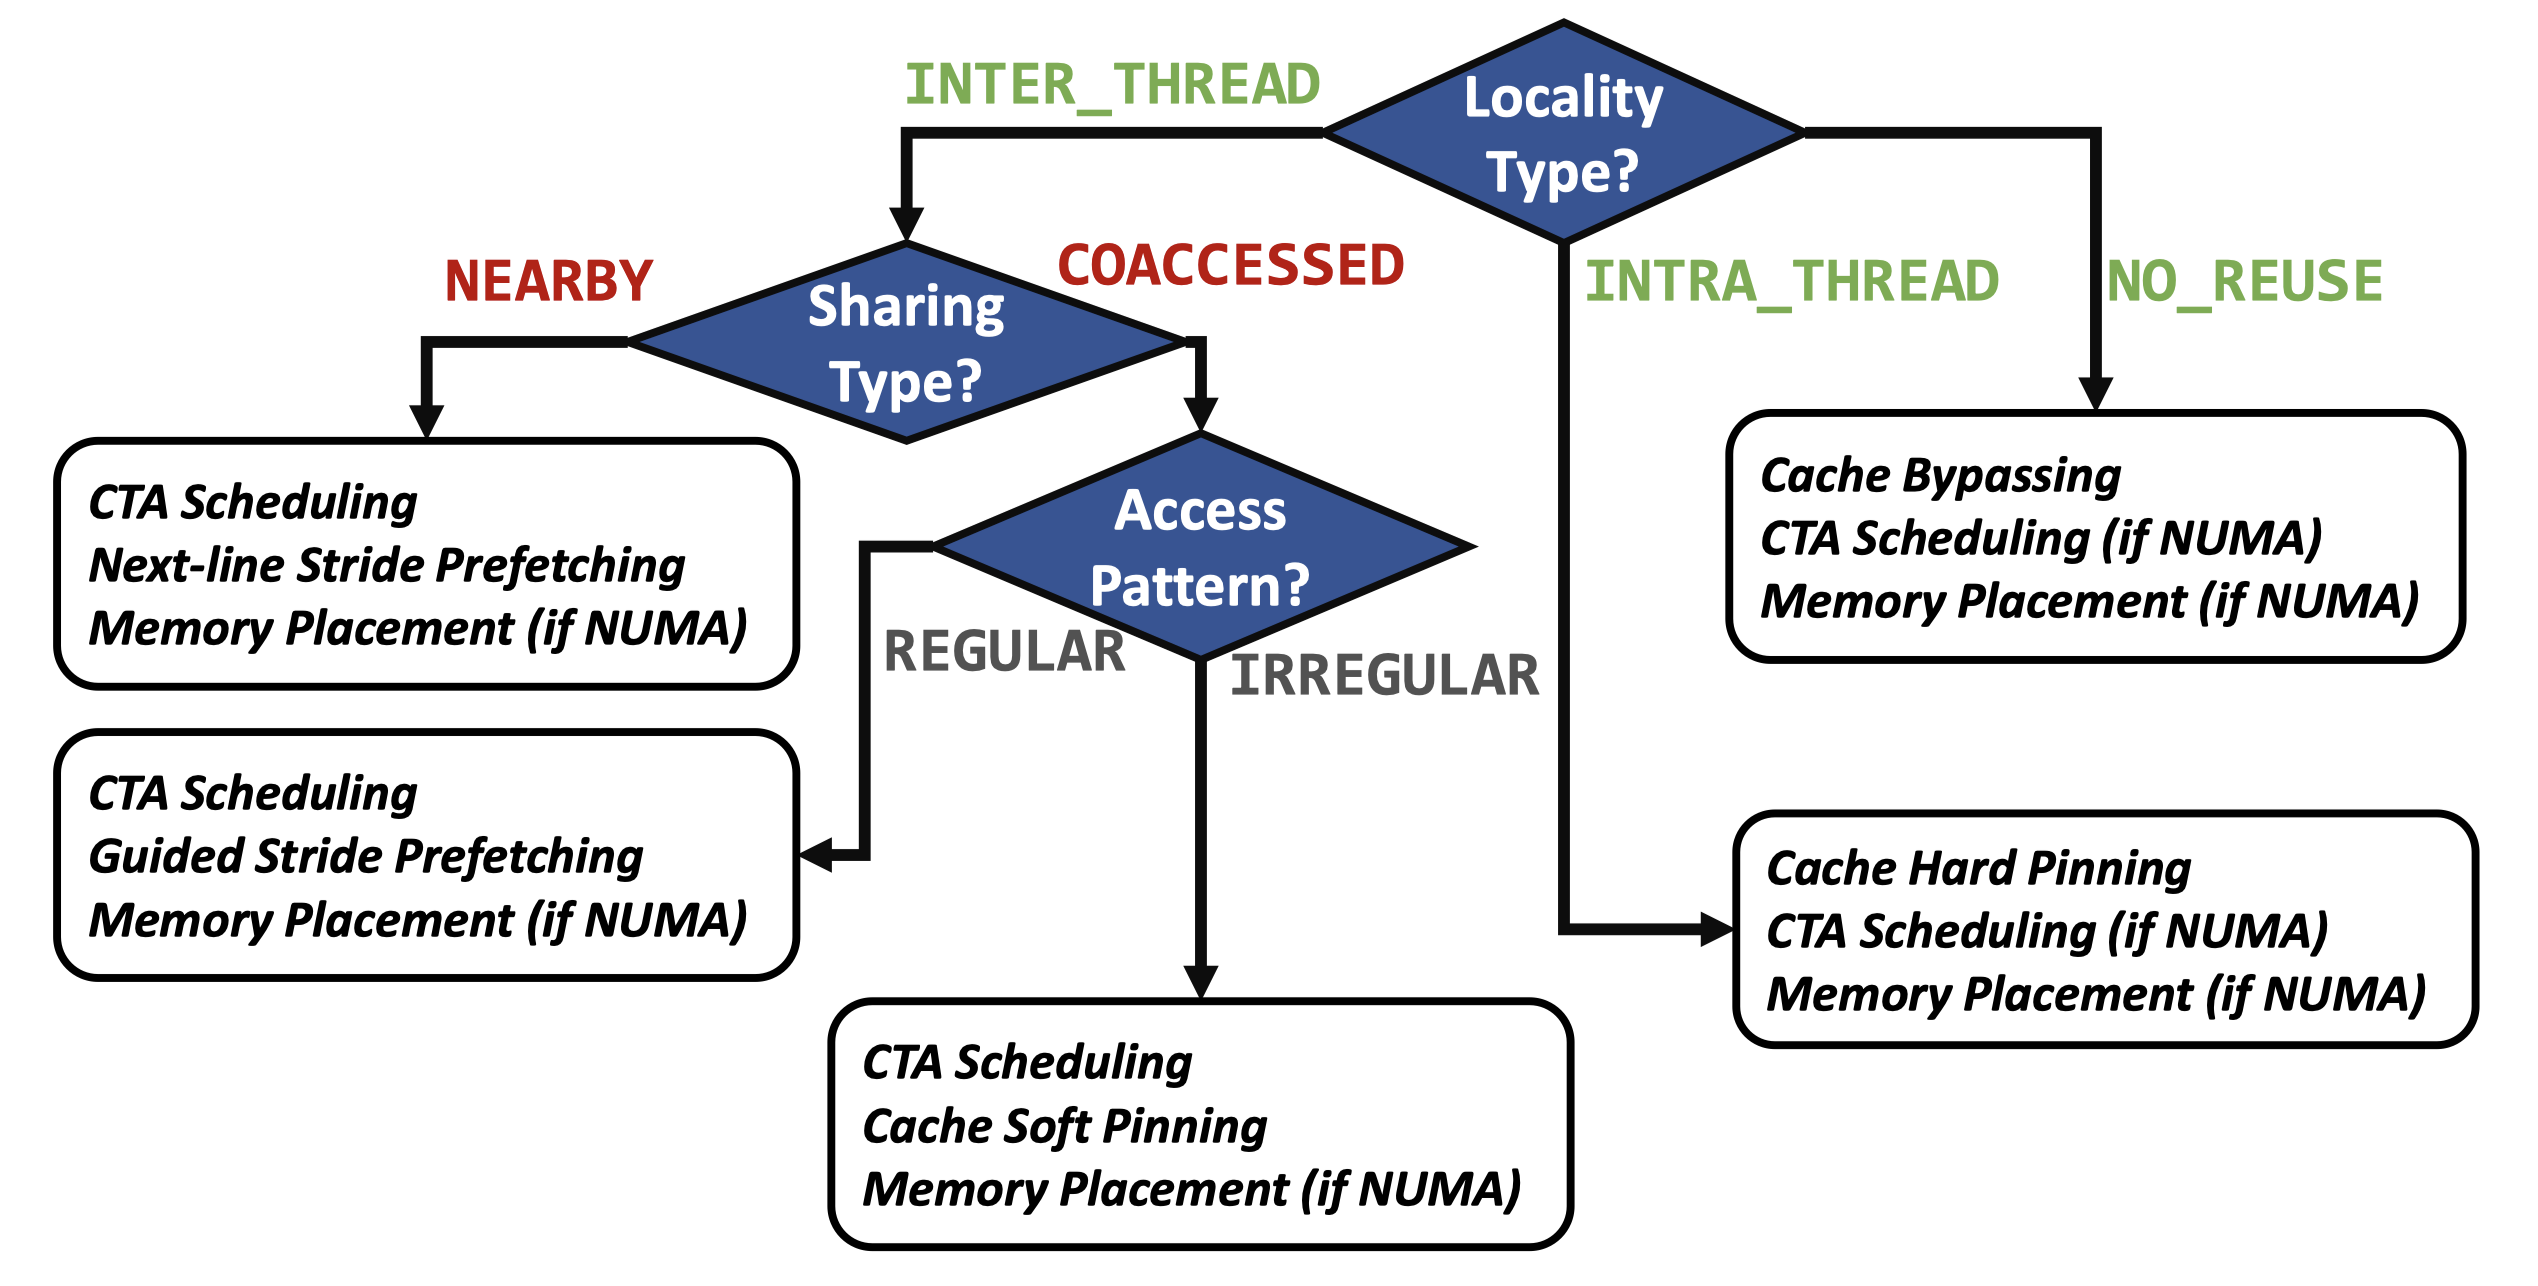 INTER_THREAD
Locality
Type?
NEARBY
COACCESSED
INTRA_THREAD
NO_REUSE
Sharing
Type?
CTA Scheduling
Next-line Stride Prefetching
Memory Placement (if NUMA)
Access
Pattern?
Cache Bypassing
CTA Scheduling (if NUMA)
Memory Placement (if NUMA)
REGULAR
IRREGULAR
CTA Scheduling
Guided Stride Prefetching
Memory Placement (if NUMA)
Cache Hard Pinning
CTA Scheduling (if NUMA)
Memory Placement (if NUMA)
CTA Scheduling
Cache Soft Pinning
Memory Placement (if NUMA)